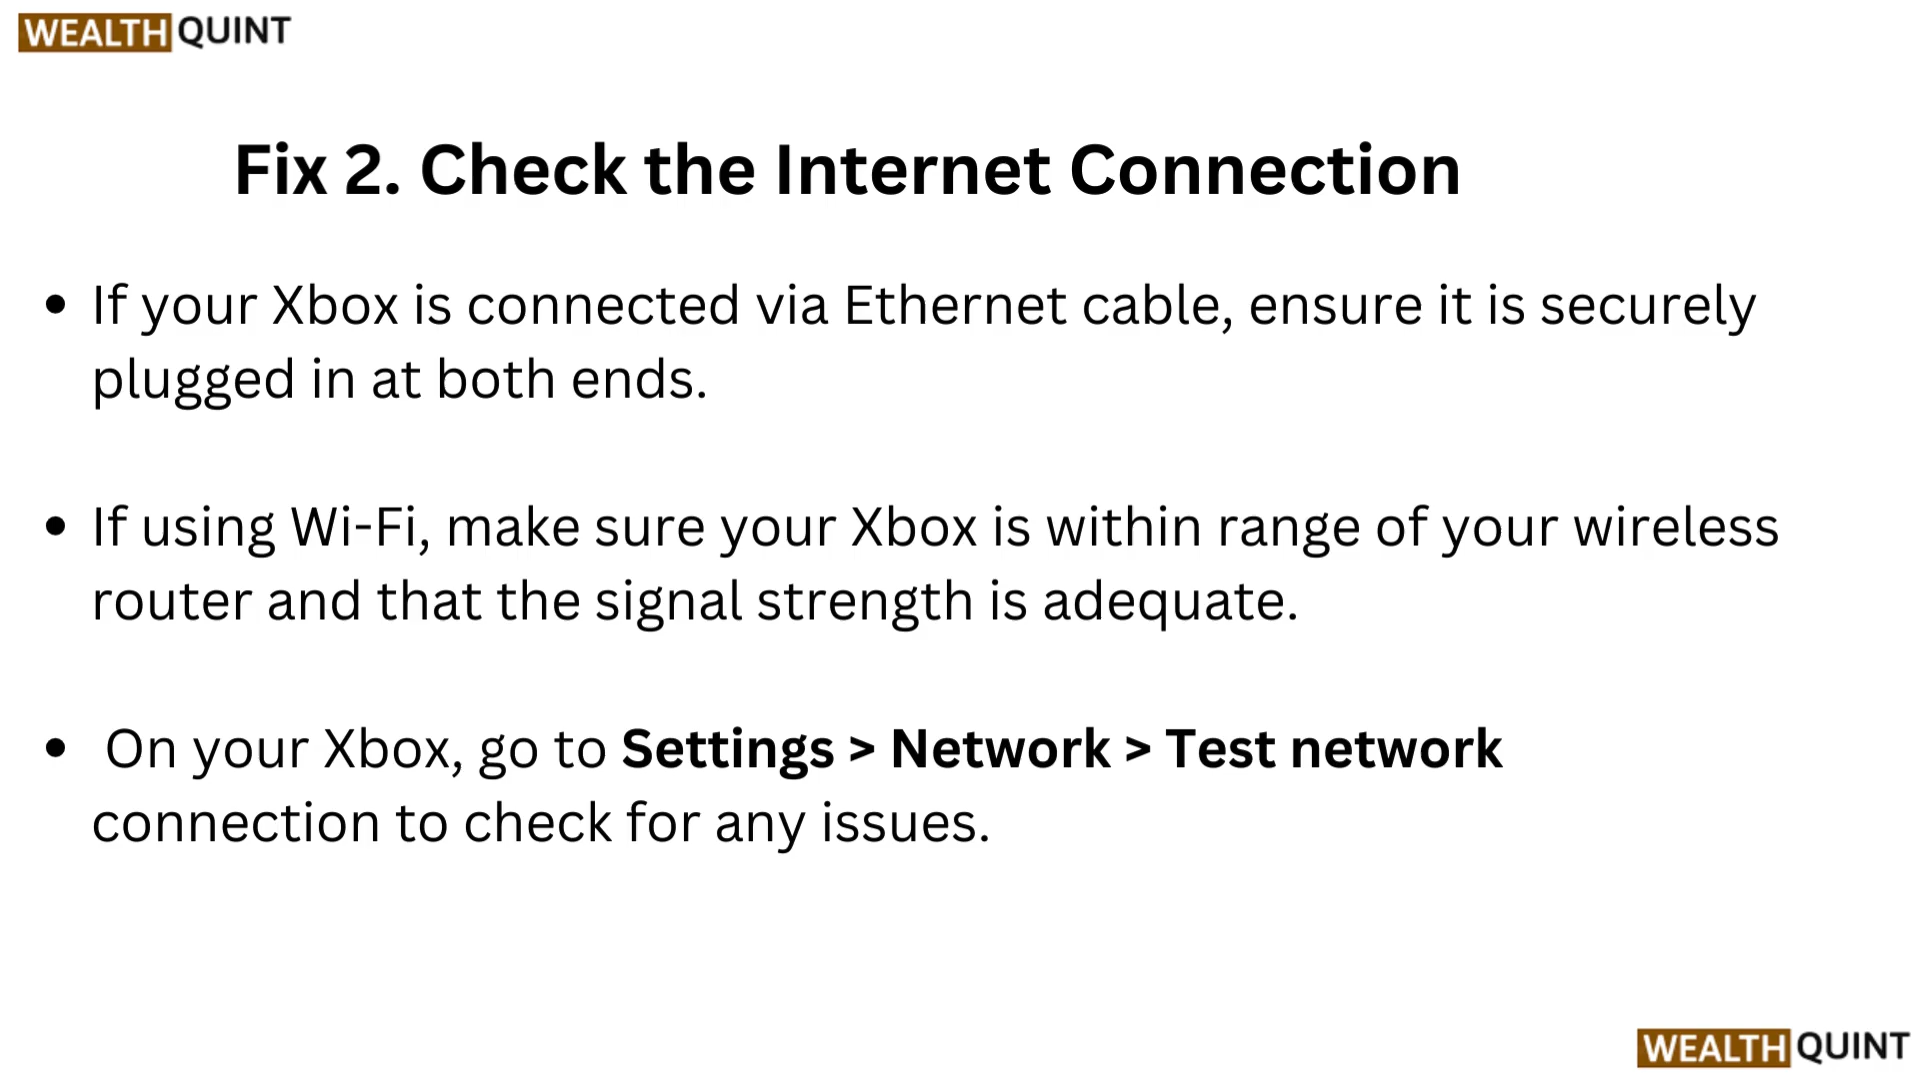 WEALTH QUINT
Fix 2. Check the Internet Connection
• If your Xbox is connected via Ethernet cable, ensure it is securely
plugged in at both ends.
• If using Wi-Fi, make sure your Xbox is within range of your wireless
router and that the signal strength is adequate.
• On your Xbox, go to Settings > Network > Test network
connection to check for any issues.
WEALTH QUINT